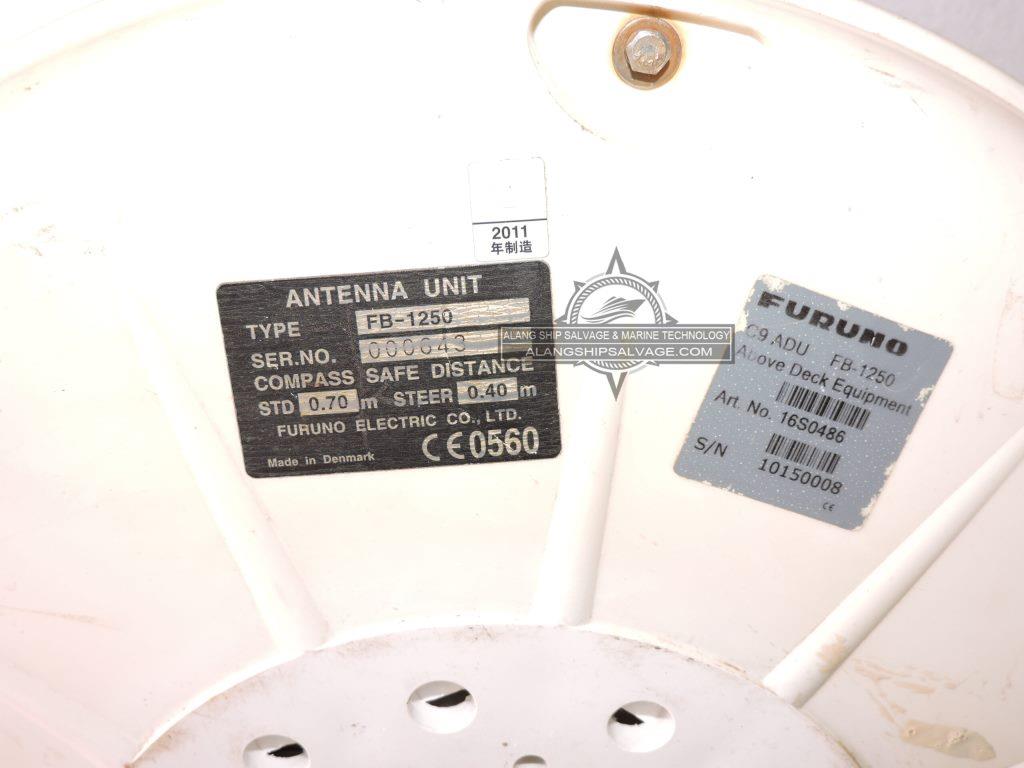 2011
年制造
ANTENNA UNIT
TYPE FB-1250
SER.NO. 000643
COMPASS SAFE DISTANCE
STD 0.70 m STEER 0.40 m
FURUNO ELECTRIC CO., LTD.
Made in Denmark CE0560
ALANG SHIP SALVAGE & MARINE TECHNOLOGY
ALANGSHIPSALVAGE.COM
FURUNO
C9 ADU FB-1250
Above Deck Equipment
Art. No. 16S0486
S/N 10150008
CE